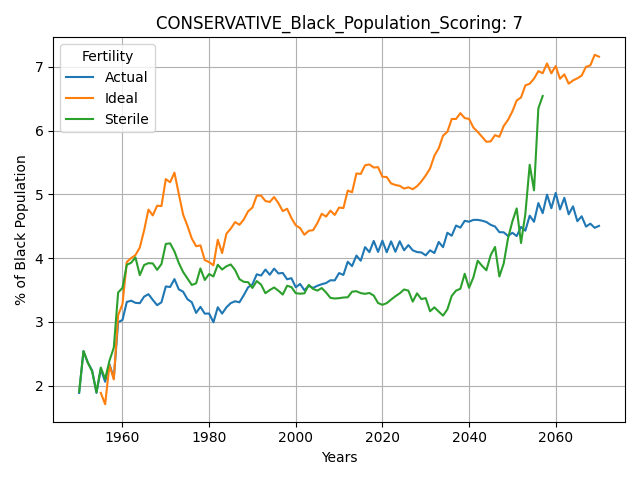 CONSERVATIVE_Black_Population_Scoring: 7
Fertility
Actual
Ideal
Sterile
% of Black Population
7
6
5
4
3
2
1960
1980
2000
2020
2040
2060
Years